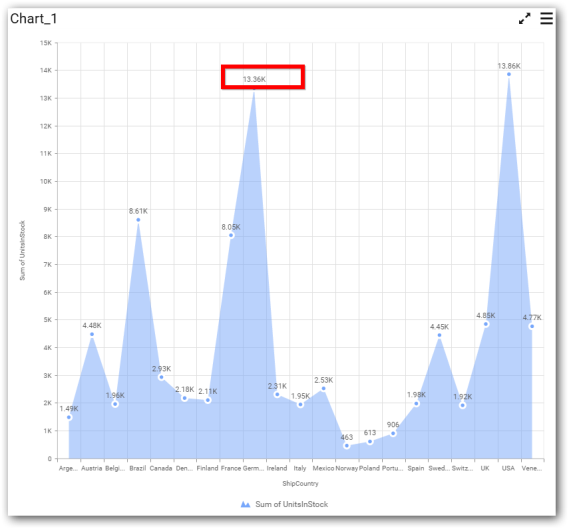 Chart_1
15K
14K
13K
12K
11K
10K
9K
8K
7K
6K
5K
4K
3K
2K
1K
0
Sum of UnitsInStock
1.49K
4.48K
1.96K
8.61K
2.93K
2.18K
2.11K
8.05K
13.36K
2.31K
1.95K
2.53K
463
613
906
1.98K
4.45K
1.92K
4.85K
13.86K
4.77K
Arge... Austria Belgi... Brazil Canada Den... Finland France Germ... Ireland Italy Mexico Norway Poland Portu... Spain Swed... Switz... UK USA Vene...
ShipCountry
Sum of UnitsInStock